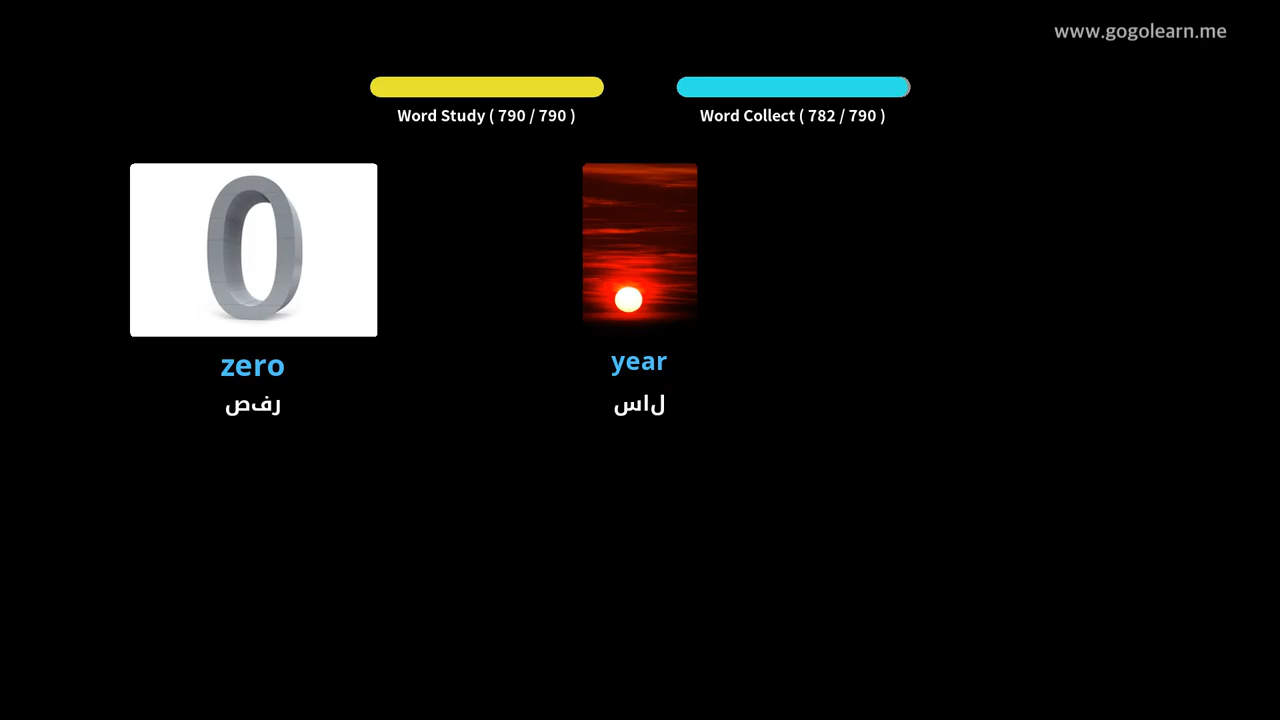 www.gogolearn.me
Word Study ( 790 / 790 )
Word Collect ( 782 / 790 )
zero
رفص
year
لاس